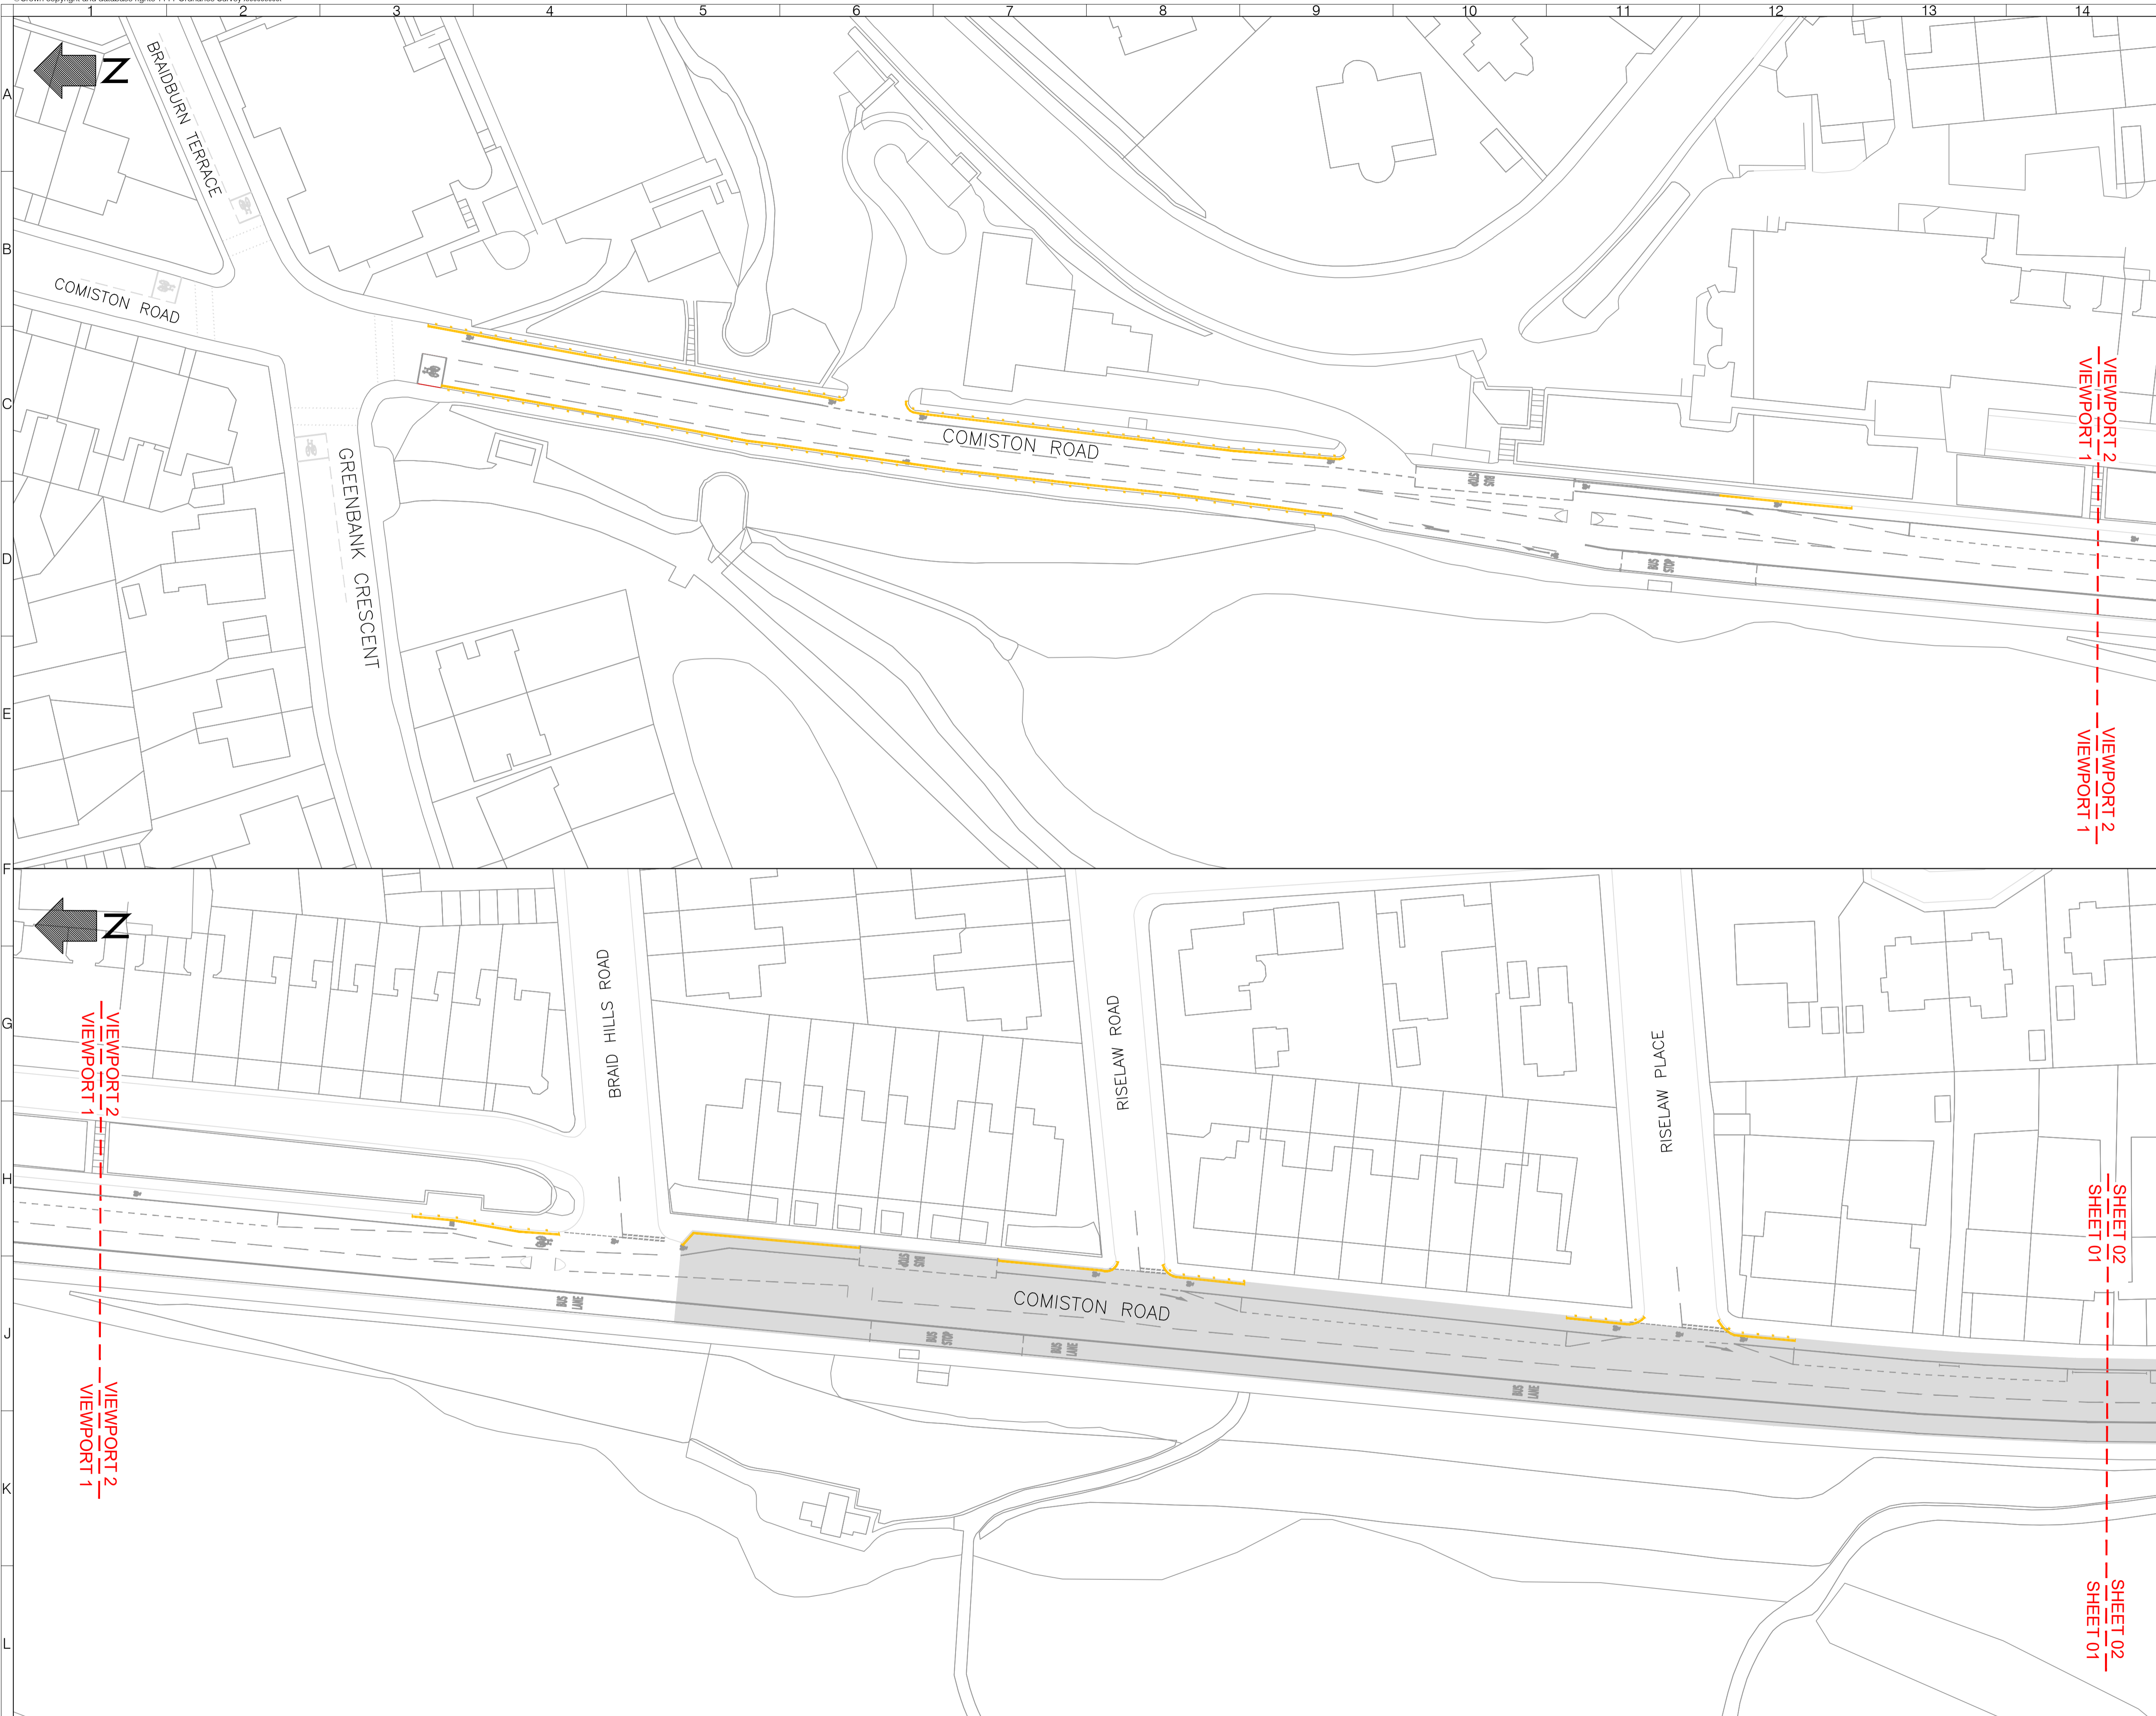 1 2 3 4 5 6 7 8 9 10 11 12 13 14
A
B
C
D
E
F
G
H
J
K
L
N
BRAIDBURN TERRACE
COMISTON ROAD
GREENBANK CRESCENT
COMISTON ROAD
BUS
STOP
BUS
STOP
VIEWPORT 2
VIEWPORT 1
VIEWPORT 2
VIEWPORT 1
N
BRAID HILLS ROAD
RISELAW ROAD
RISELAW PLACE
VIEWPORT 2
VIEWPORT 1
VIEWPORT 2
VIEWPORT 1
BUS
LANE
BUS
STOP
COMISTON ROAD
BUS
STOP
BUS
LANE
BUS
LANE
SHEET 02
SHEET 01
SHEET 02
SHEET 01